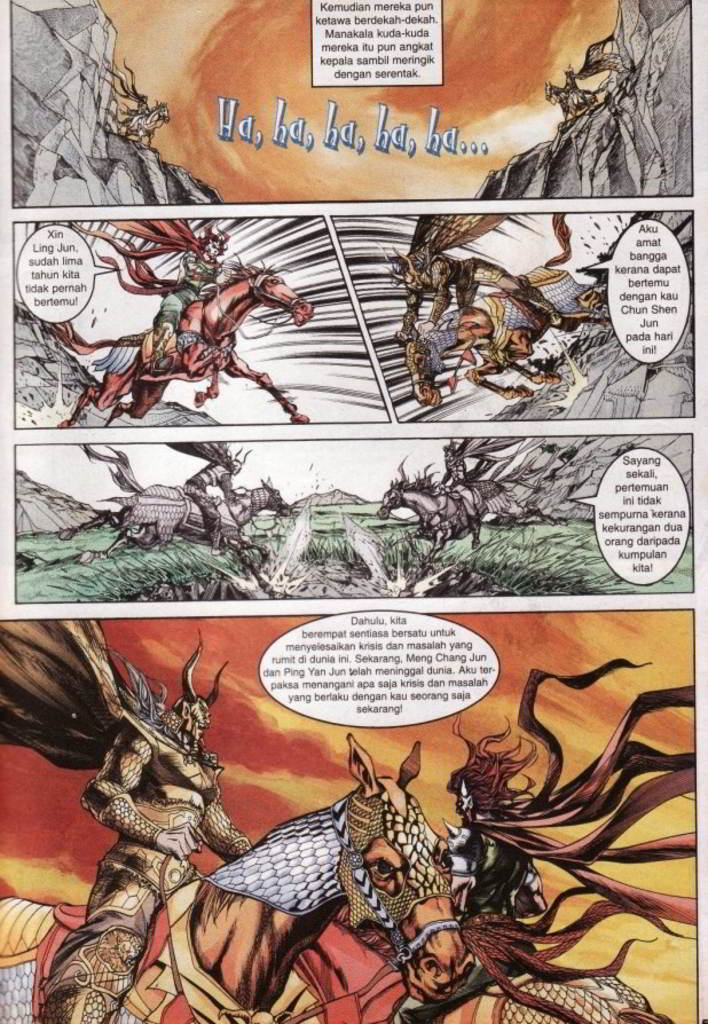 Kemudian mereka pun
ketawa berdekah-dekah.
Manakala kuda-kuda
mereka itu pun angkat
kepala sambil meringik
dengan serentak.
Ha, ha, ha, ha, ha...
Xin
Ling Jun,
sudah lima
tahun kita
tidak pernah
bertemu!
Aku
amat
bangga
kerana dapat
bertemu
dengan kau
Chun Shen
Jun
pada hari
ini!
Sayang
sekali,
pertemuan
ini tidak
sempurna kerana
kekurangan dua
orang daripada
kumpulan
kita!
Dahulu, kita
berempat sentiasa bersatu untuk
menyelesaikan krisis dan masalah yang
rumit di dunia ini. Sekarang, Meng Chang Jun
dan Ping Yan Jun telah meninggal dunia. Aku ter-
paksa menangani apa saja krisis dan masalah
yang berlaku dengan kau seorang saja
sekarang!